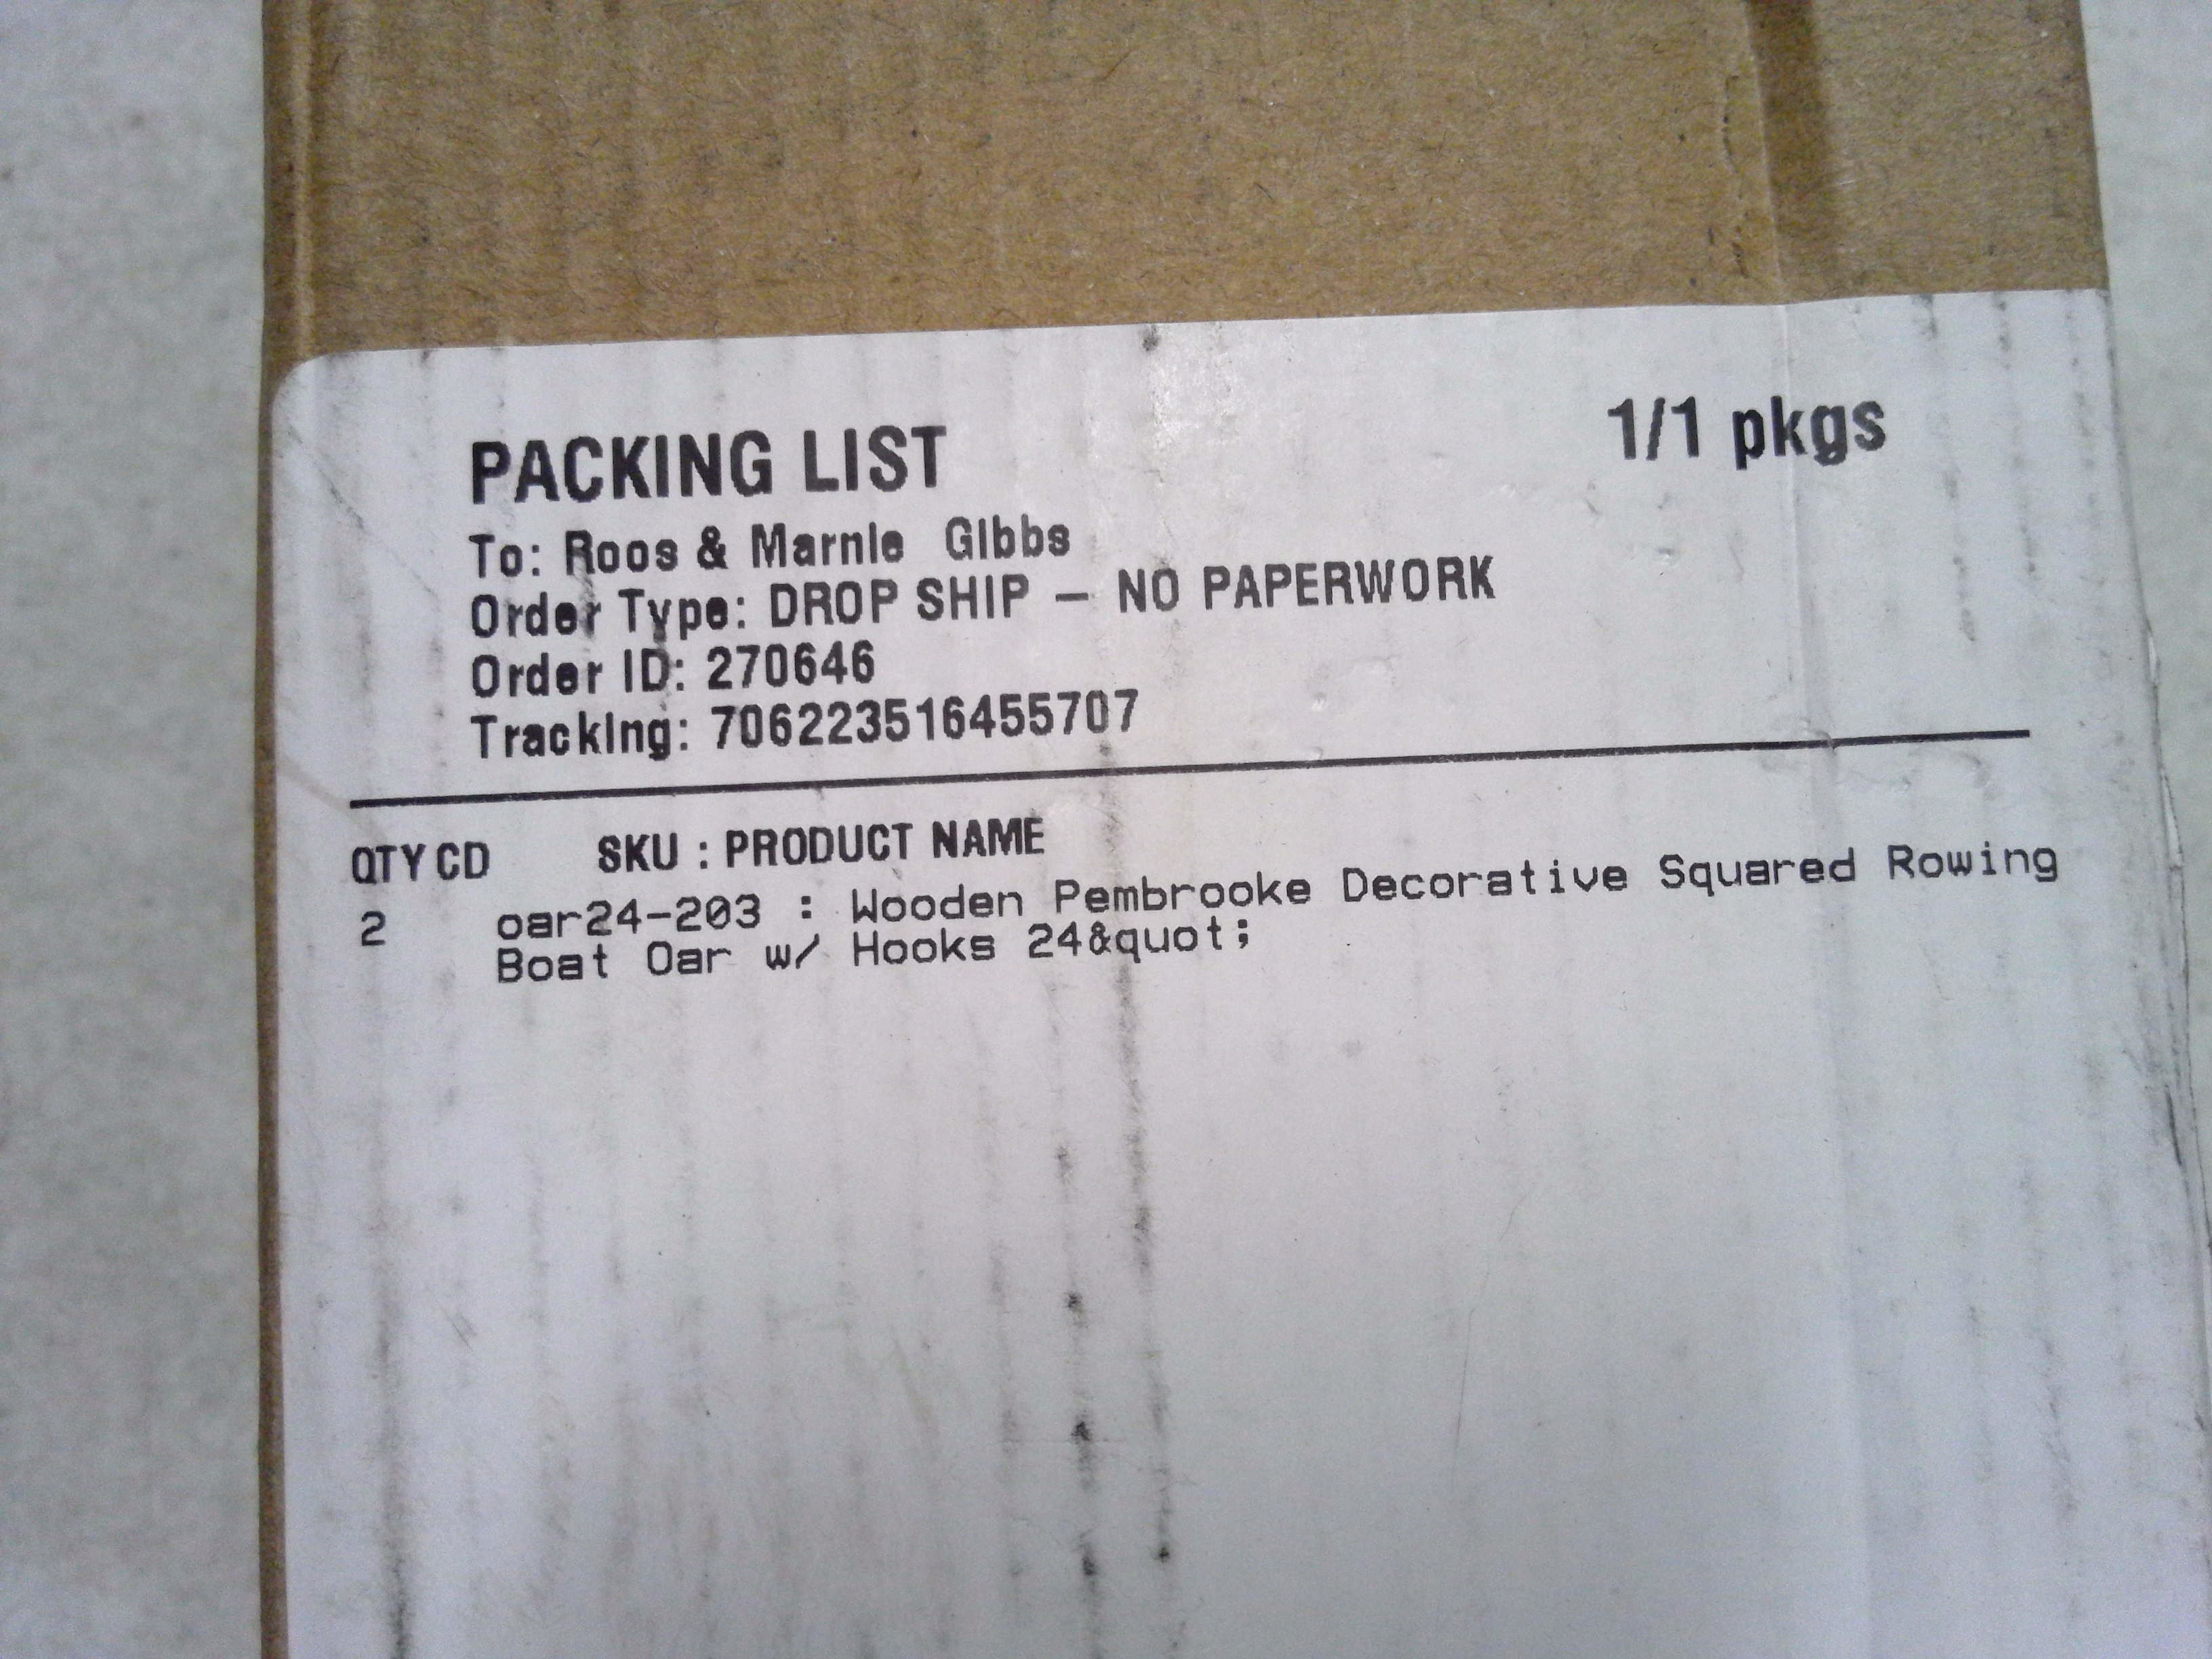 PACKING LIST
1/1 pkgs
To: Roos & Marnie Gibbs
Order Type: DROP SHIP – NO PAPERWORK
Order ID: 270646
Tracking: 706223516455707
QTY CD SKU : PRODUCT NAME
2 oar24-203 : Wooden Pembrooke Decorative Squared Rowing
Boat Oar w/ Hooks 24&quot;